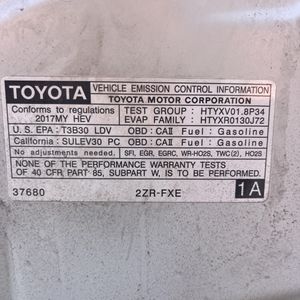 TOYOTA VEHICLE EMISSION CONTROL INFORMATION
TOYOTA MOTOR CORPORATION
Conforms to regulations TEST GROUP : HTYXV01.8P34
2017MY HEV EVAP FAMILY : HTYXR0130J72
U.S. EPA : T3B30 LDV OBD: CAII Fuel: Gasoline
California: SULEV30 PC OBD: CAII Fuel: Gasoline
No adjustments needed. SFI, EGR, EGRC, WR-HO2S, TWC(2), HO2S
NONE OF THE PERFORMANCE WARRANTY TESTS
OF 40 CFR PART 85, SUBPART W, IS TO BE PERFORMED.
37680 2ZR-FXE 1A